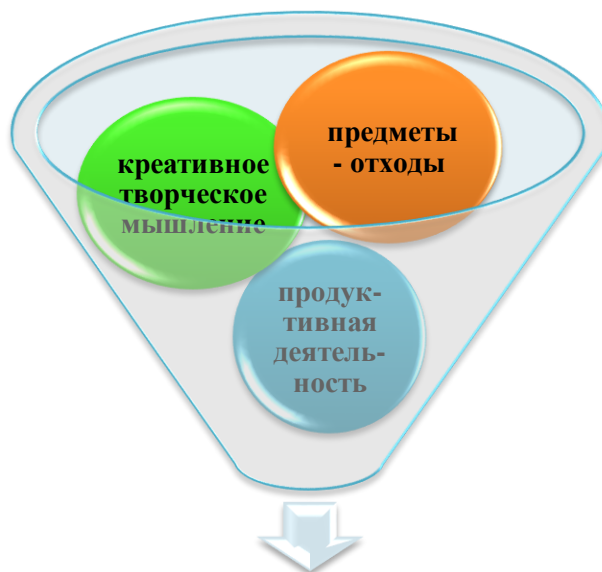 предметы
- отходы
креативное
творческое
мышление
продук-
тивная
деятель-
ность